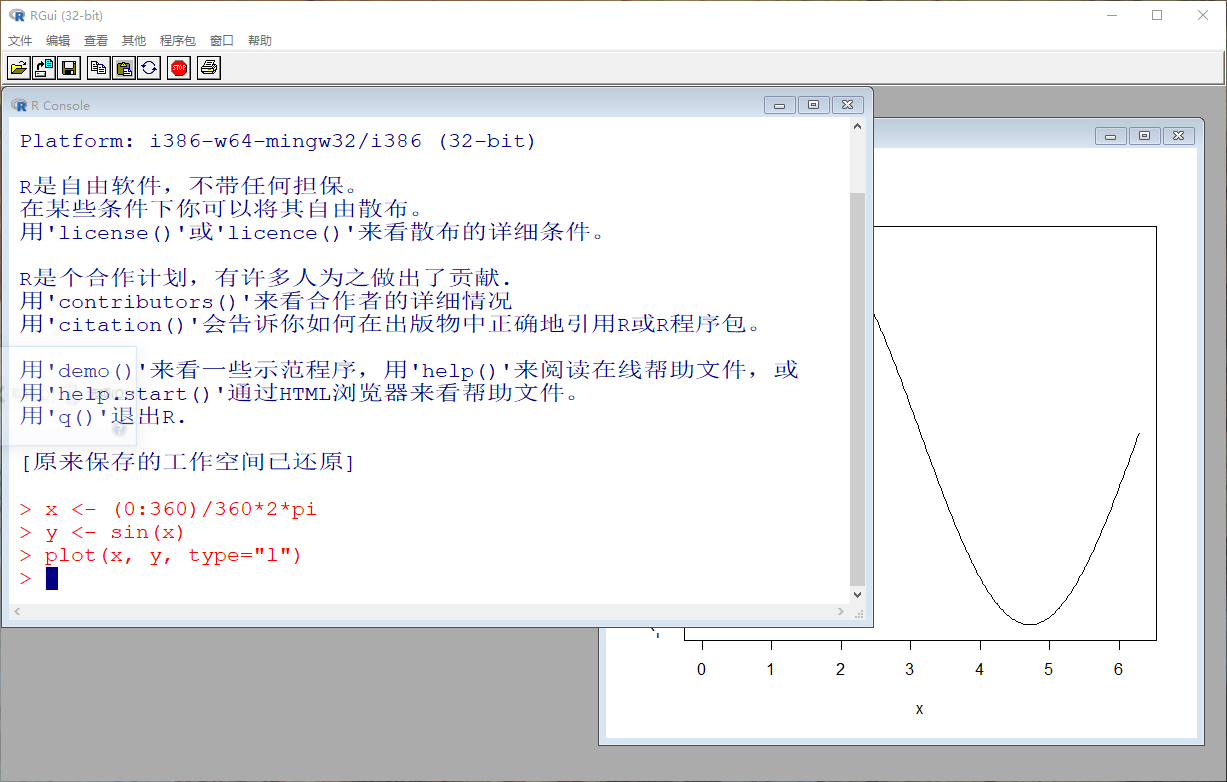 RGui (32-bit)
文件 编辑 查看 其他 程序包 窗口 帮助
STOP
R Console
Platform: i386-w64-mingw32/i386 (32-bit)
R是自由软件，不带任何担保。
在某些条件下你可以将其自由散布。
用'license()'或'licence()'来看散布的详细条件。
R是个合作计划，有许多人为之做出了贡献.
用'contributors()'来看合作者的详细情况
用'citation()'会告诉你如何在出版物中正确地引用R或R程序包。
用'demo()'来看一些示范程序，用'help()'来阅读在线帮助文件，或
用'help.start()'通过HTML浏览器来看帮助文件。
用'q()'退出R.
[原来保存的工作空间已还原]
> x <- (0:360)/360*2*pi
> y <- sin(x)
> plot(x, y, type="l")
>
0 1 2 3 4 5 6
x